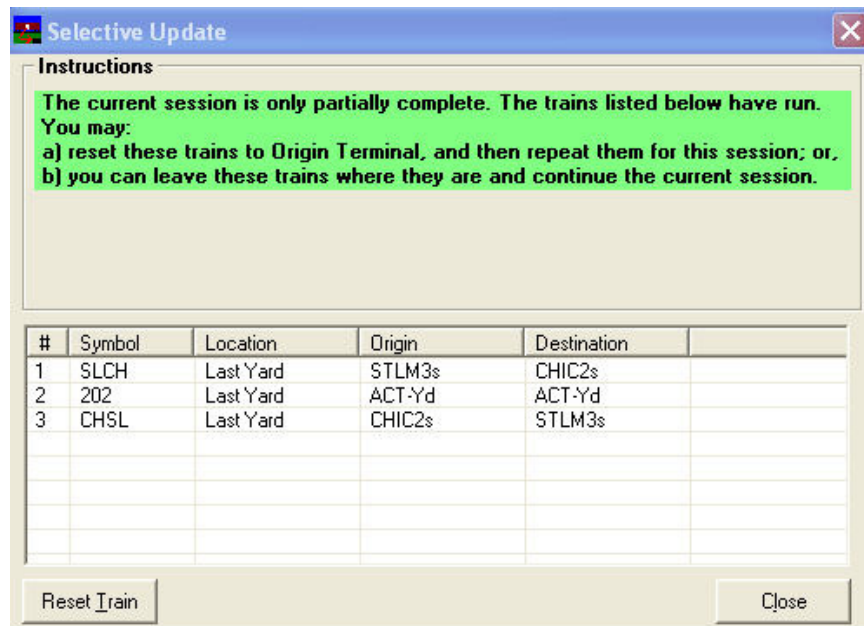 Selective Update
Instructions
The current session is only partially complete. The trains listed below have run.
You may:
a) reset these trains to Origin Terminal, and then repeat them for this session; or,
b) you can leave these trains where they are and continue the current session.
# Symbol Location Origin Destination
1 SLCH Last Yard STLM3s CHIC2s
2 202 Last Yard ACT-Yd ACT-Yd
3 CHSL Last Yard CHIC2s STLM3s
Reset Train Close